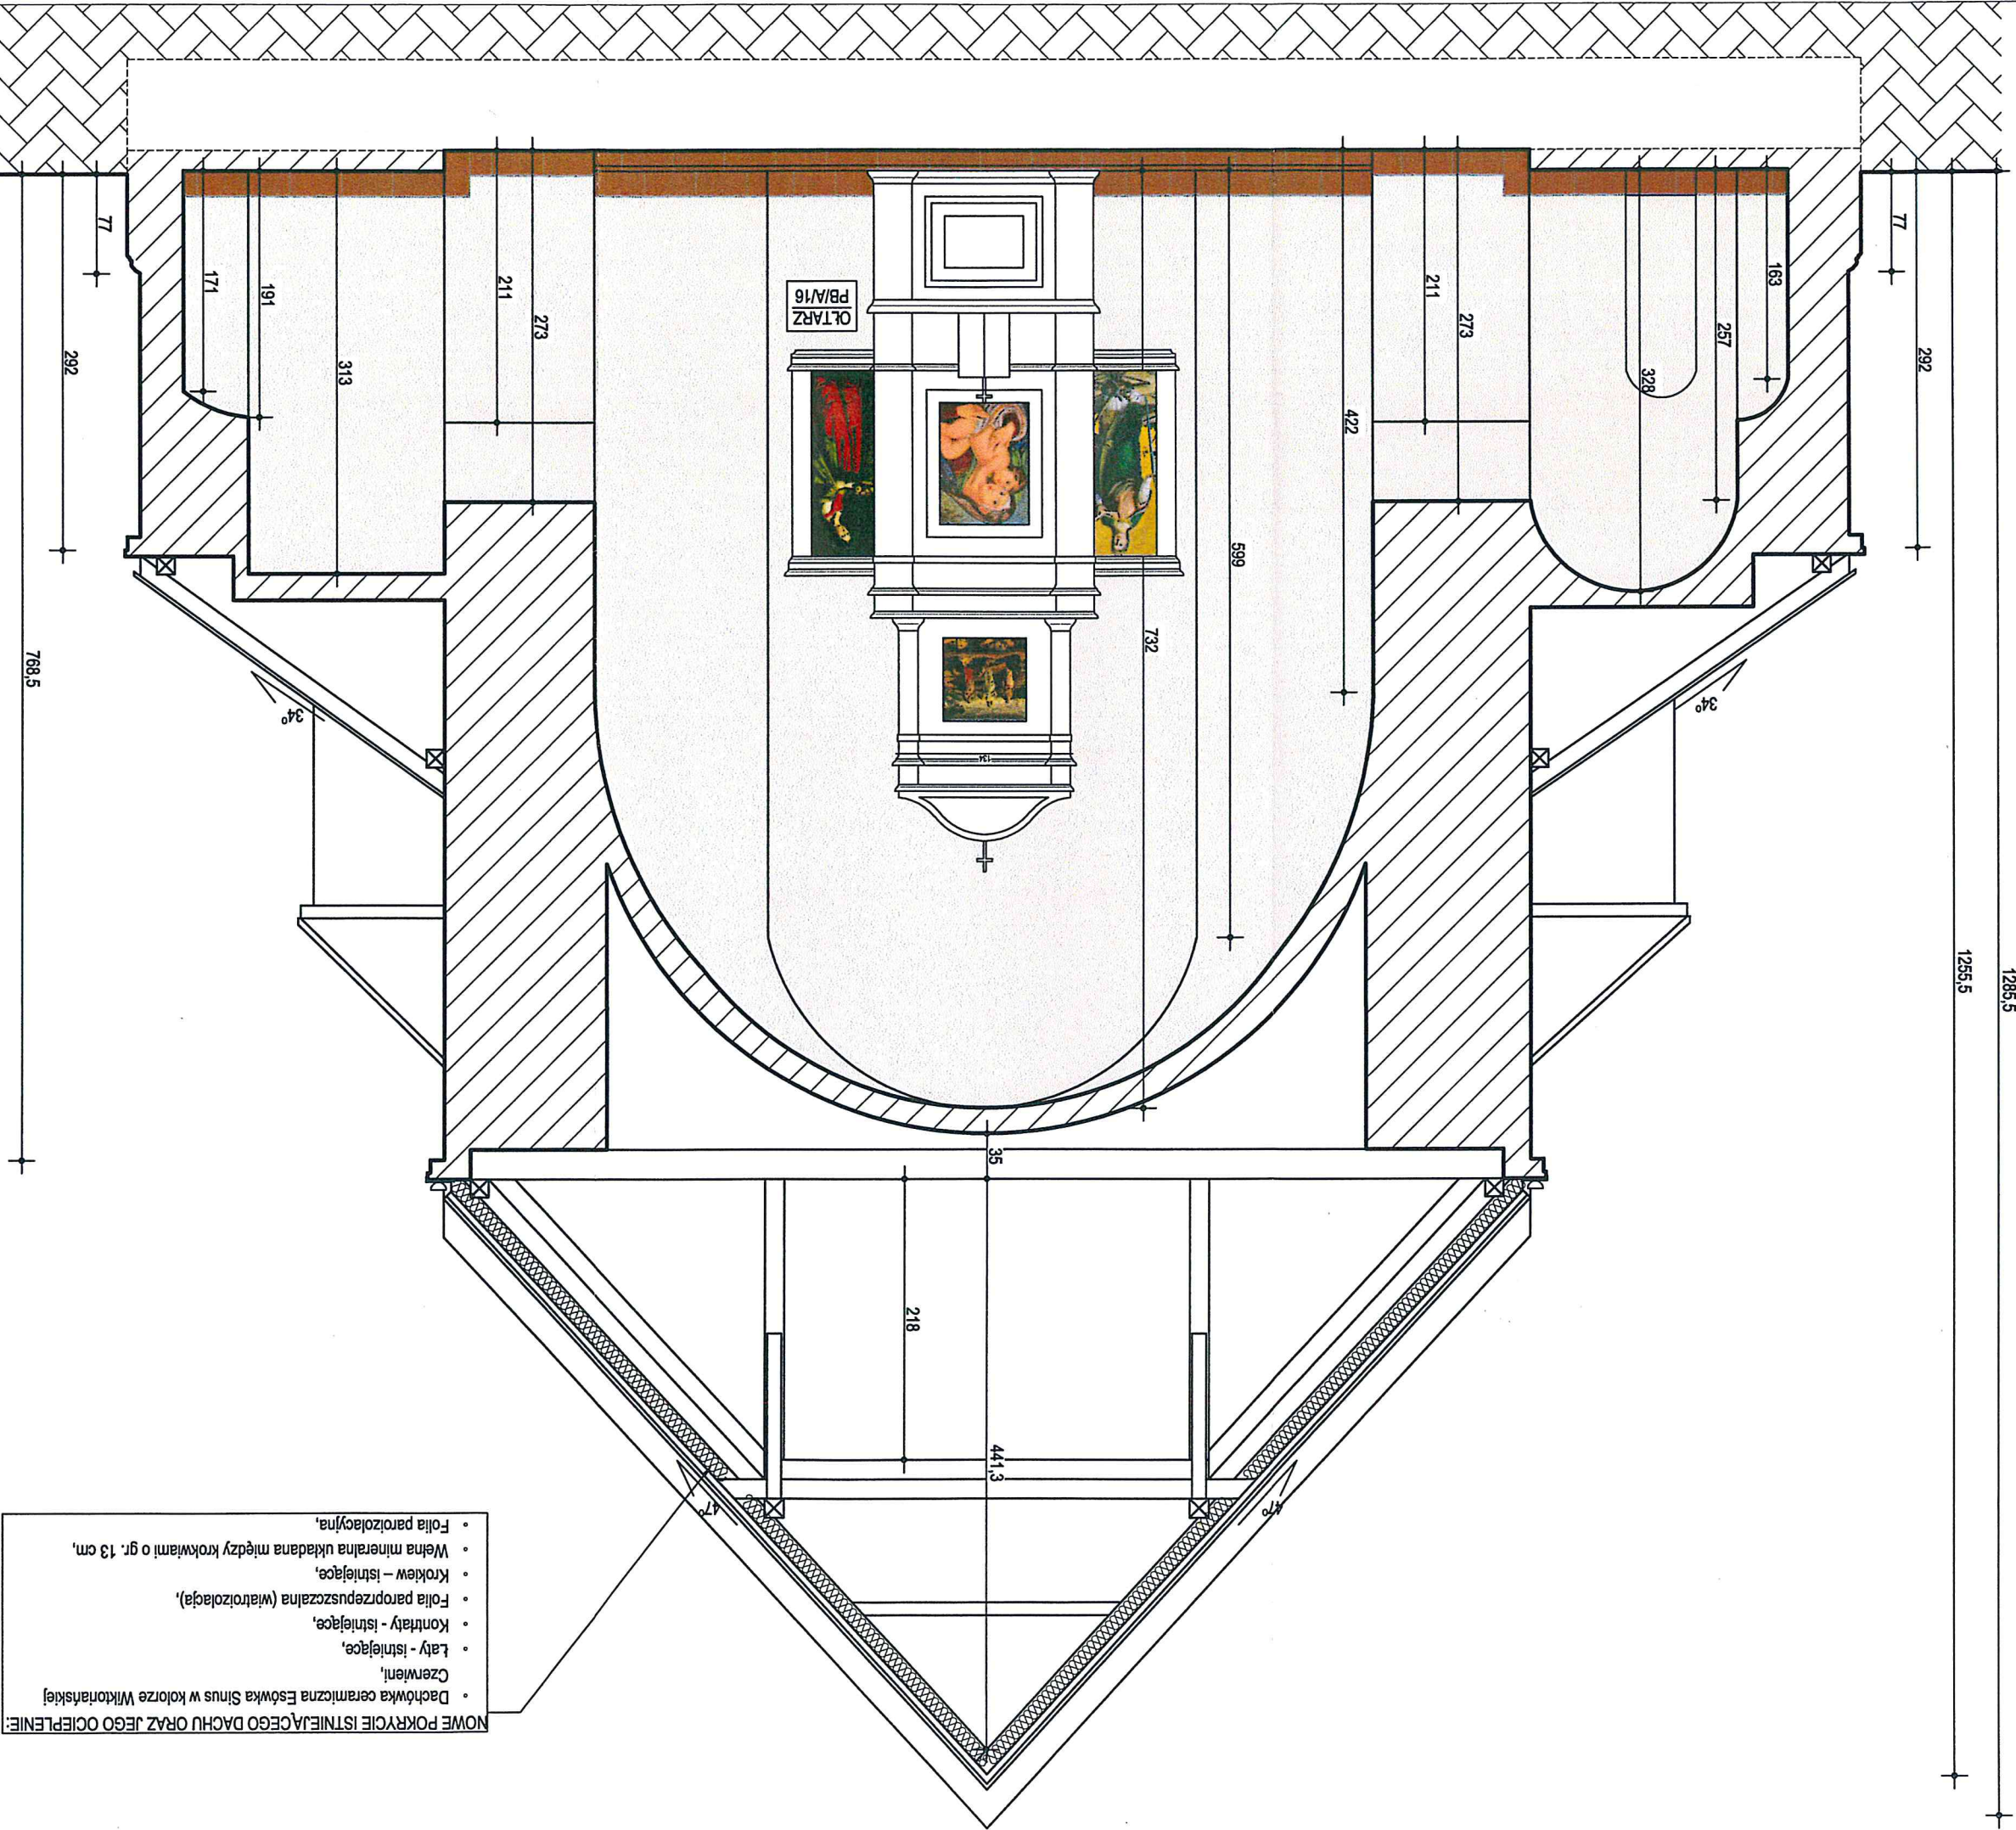 NOWE POKRYCIE ISTNIEJĄCEGO DACHU ORAZ JEGO OCIEPLENIE:
• Dachówka ceramiczna Esówka Sinus w kolorze Wiktoriańskiej
Czerwieni,
• Łaty - istniejące,
• Kontrłaty - istniejące,
• Folia paroprzepuszczalna (wiatroizolacja),
• Krokiew – istniejące,
• Wełna mineralna układana między krokwiami o gr. 13 cm,
• Folia paroizolacyjna,
47°
47°
441,3
218
35
1285,5
1255,5
768,5
34°
34°
732
599
422
134
328
313
292
292
273
273
257
211
211
191
171
163
77
77
OŁTARZ
PB/A/16